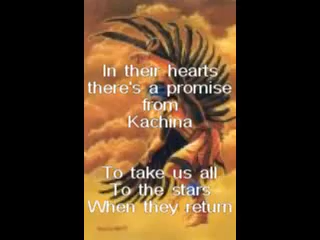 In their hearts
there's a promise
from
Kachina
To take us all
To the stars
When they return